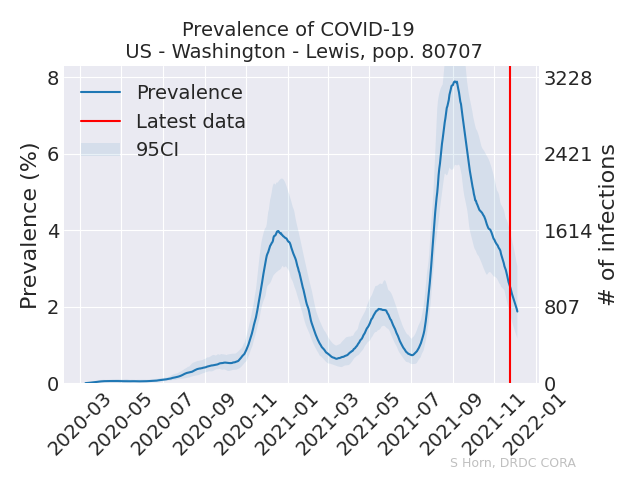 Prevalence of COVID-19
US - Washington - Lewis, pop. 80707
Prevalence
Latest data
95CI
Prevalence (%)
8
6
4
2
0
# of infections
3228
2421
1614
807
0
2020-03
2020-05
2020-07
2020-09
2020-11
2021-01
2021-03
2021-05
2021-07
2021-09
2021-11
2022-01
S Horn, DRDC CORA